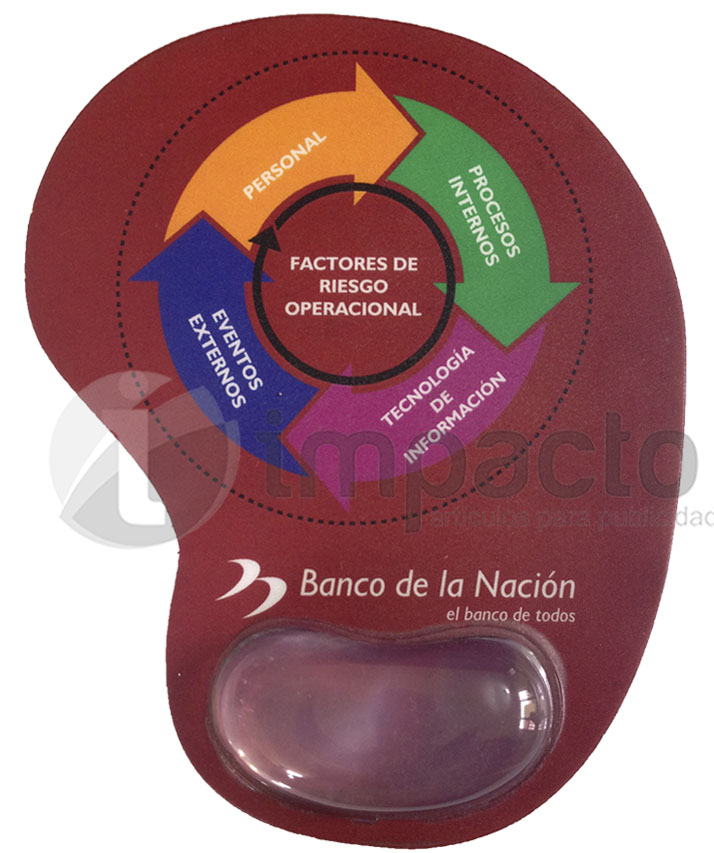 PERSONAL
PROCESOS
INTERNOS
FACTORES DE
RIESGO
OPERACIONAL
TECNOLOGÍA
DE
INFORMACIÓN
EVENTOS
EXTERNOS
impacto
artículos para publicidad
Banco de la Nación
el banco de todos